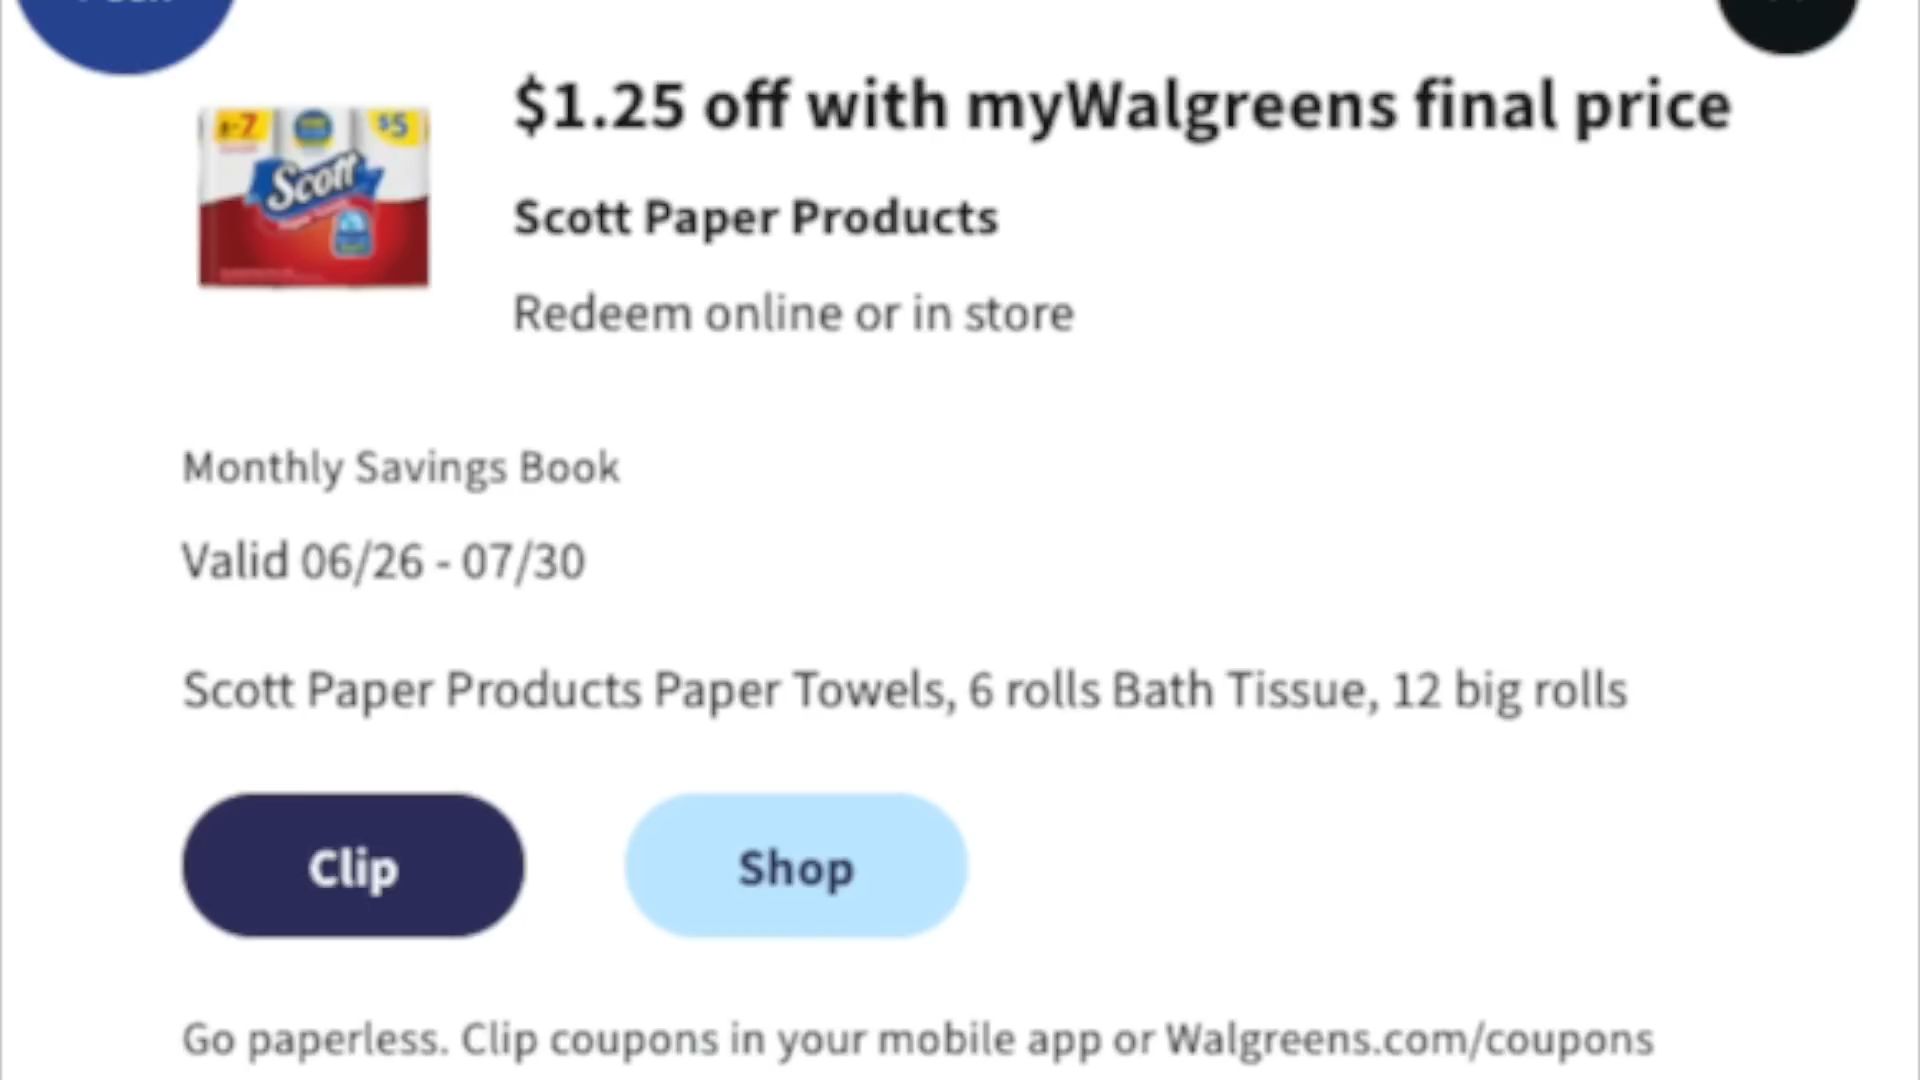 $1.25 off with myWalgreens final price
$5
Scott
Scott Paper Products
Redeem online or in store
Monthly Savings Book
Valid 06/26 - 07/30
Scott Paper Products Paper Towels, 6 rolls Bath Tissue, 12 big rolls
Clip
Shop
Go paperless. Clip coupons in your mobile app or Walgreens.com/coupons